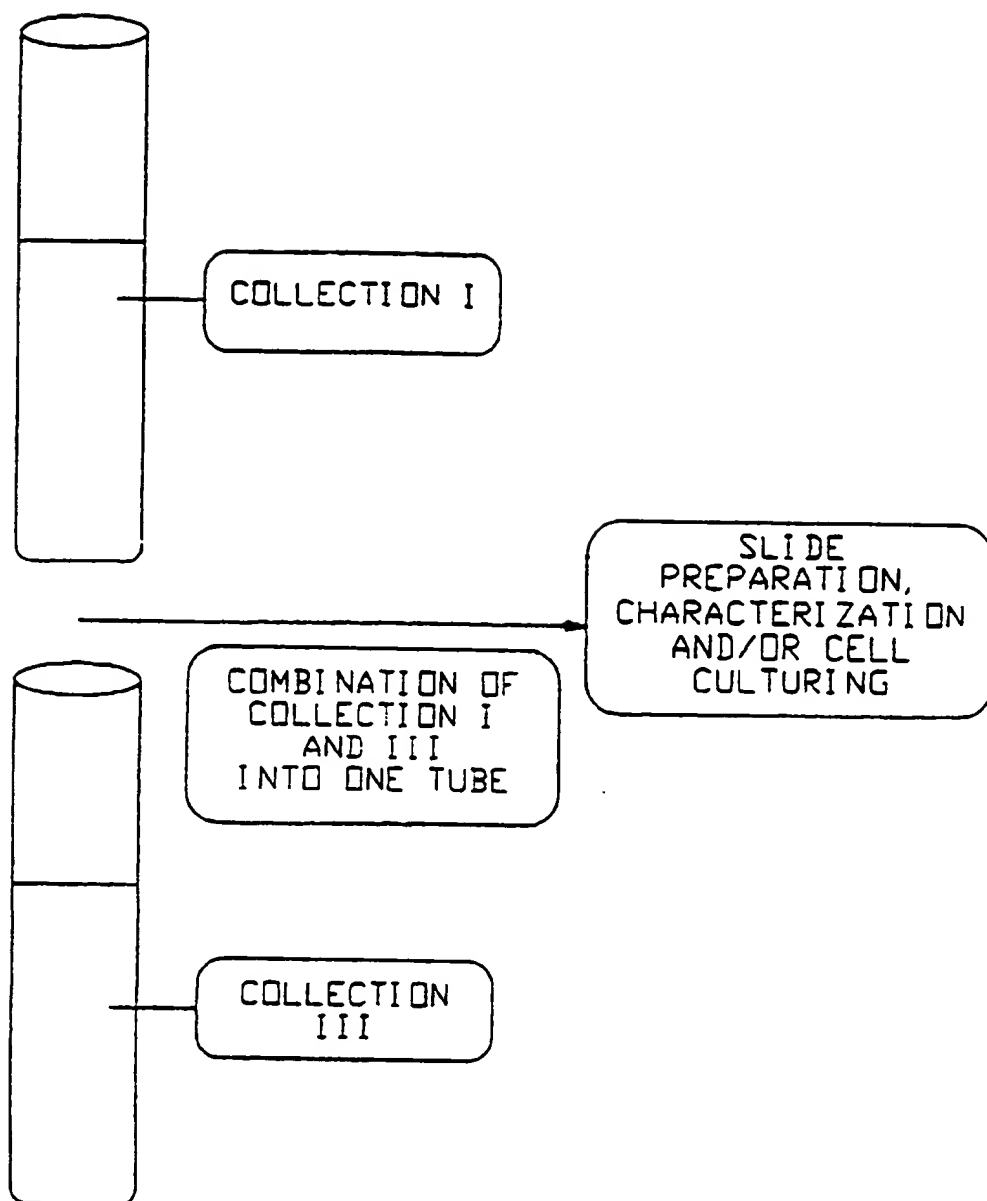 COLLECTION I
SLIDE
PREPARATION,
CHARACTERIZATION
AND/OR CELL
CULTURING
COMBINATION OF
COLLECTION I
AND III
INTO ONE TUBE
COLLECTION
III